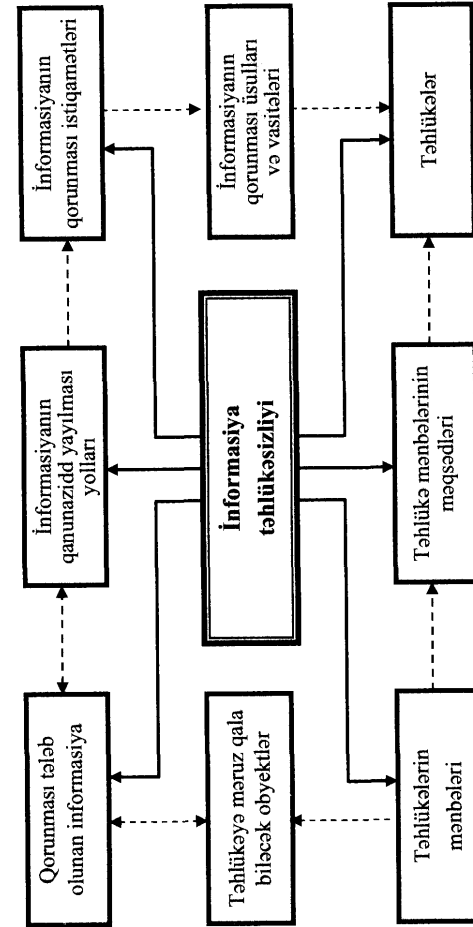 Qorunması tələb
olunan informasiya
İnformasiyanın
qanunazidd yayılması
yolları
İnformasiyanın
qorunması istiqamətləri
Təhlükəyə məruz qala
biləcək obyektlər
İnformasiya
təhlükəsizliyi
İnformasiyanın
qorunması üsulları
və vasitələri
Təhlükələrin
mənbələri
Təhlükə mənbələrinin
məqsədləri
Təhlükələr